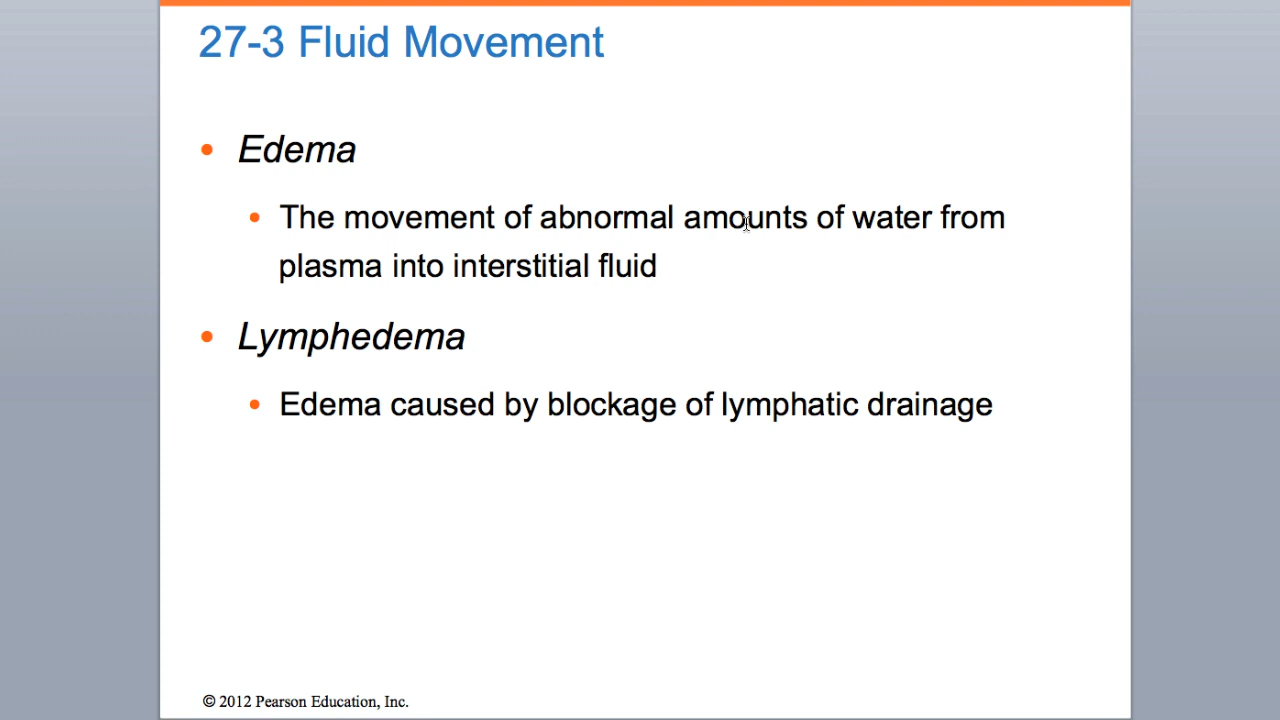 27-3 Fluid Movement
• Edema
• The movement of abnormal amounts of water from
plasma into interstitial fluid
• Lymphedema
• Edema caused by blockage of lymphatic drainage
© 2012 Pearson Education, Inc.